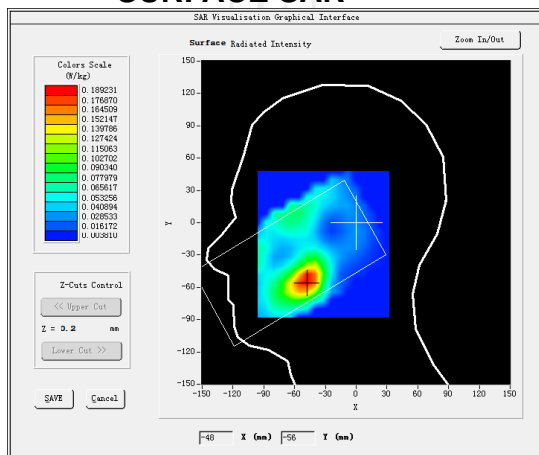 SURFACE SAR
SAR Visualisation Graphical Interface
Surface Radiated Intensity
Zoom In/Out
Colors Scale
(W/kg)
0.189231
0.176870
0.164509
0.152147
0.139786
0.127424
0.115063
0.102702
0.090340
0.077979
0.065617
0.053256
0.040894
0.028533
0.016172
0.003810
150
120
90
60
30
0
-30
-60
-90
-120
-150
Y
-150 -120 -90 -60 -30 0 30 60 90 120 150
X
Z-Cuts Control
<< Upper Cut
Z = 0.2 mm
Lower Cut >>
SAVE Cancel
-48 X (mm) -56 Y (mm)